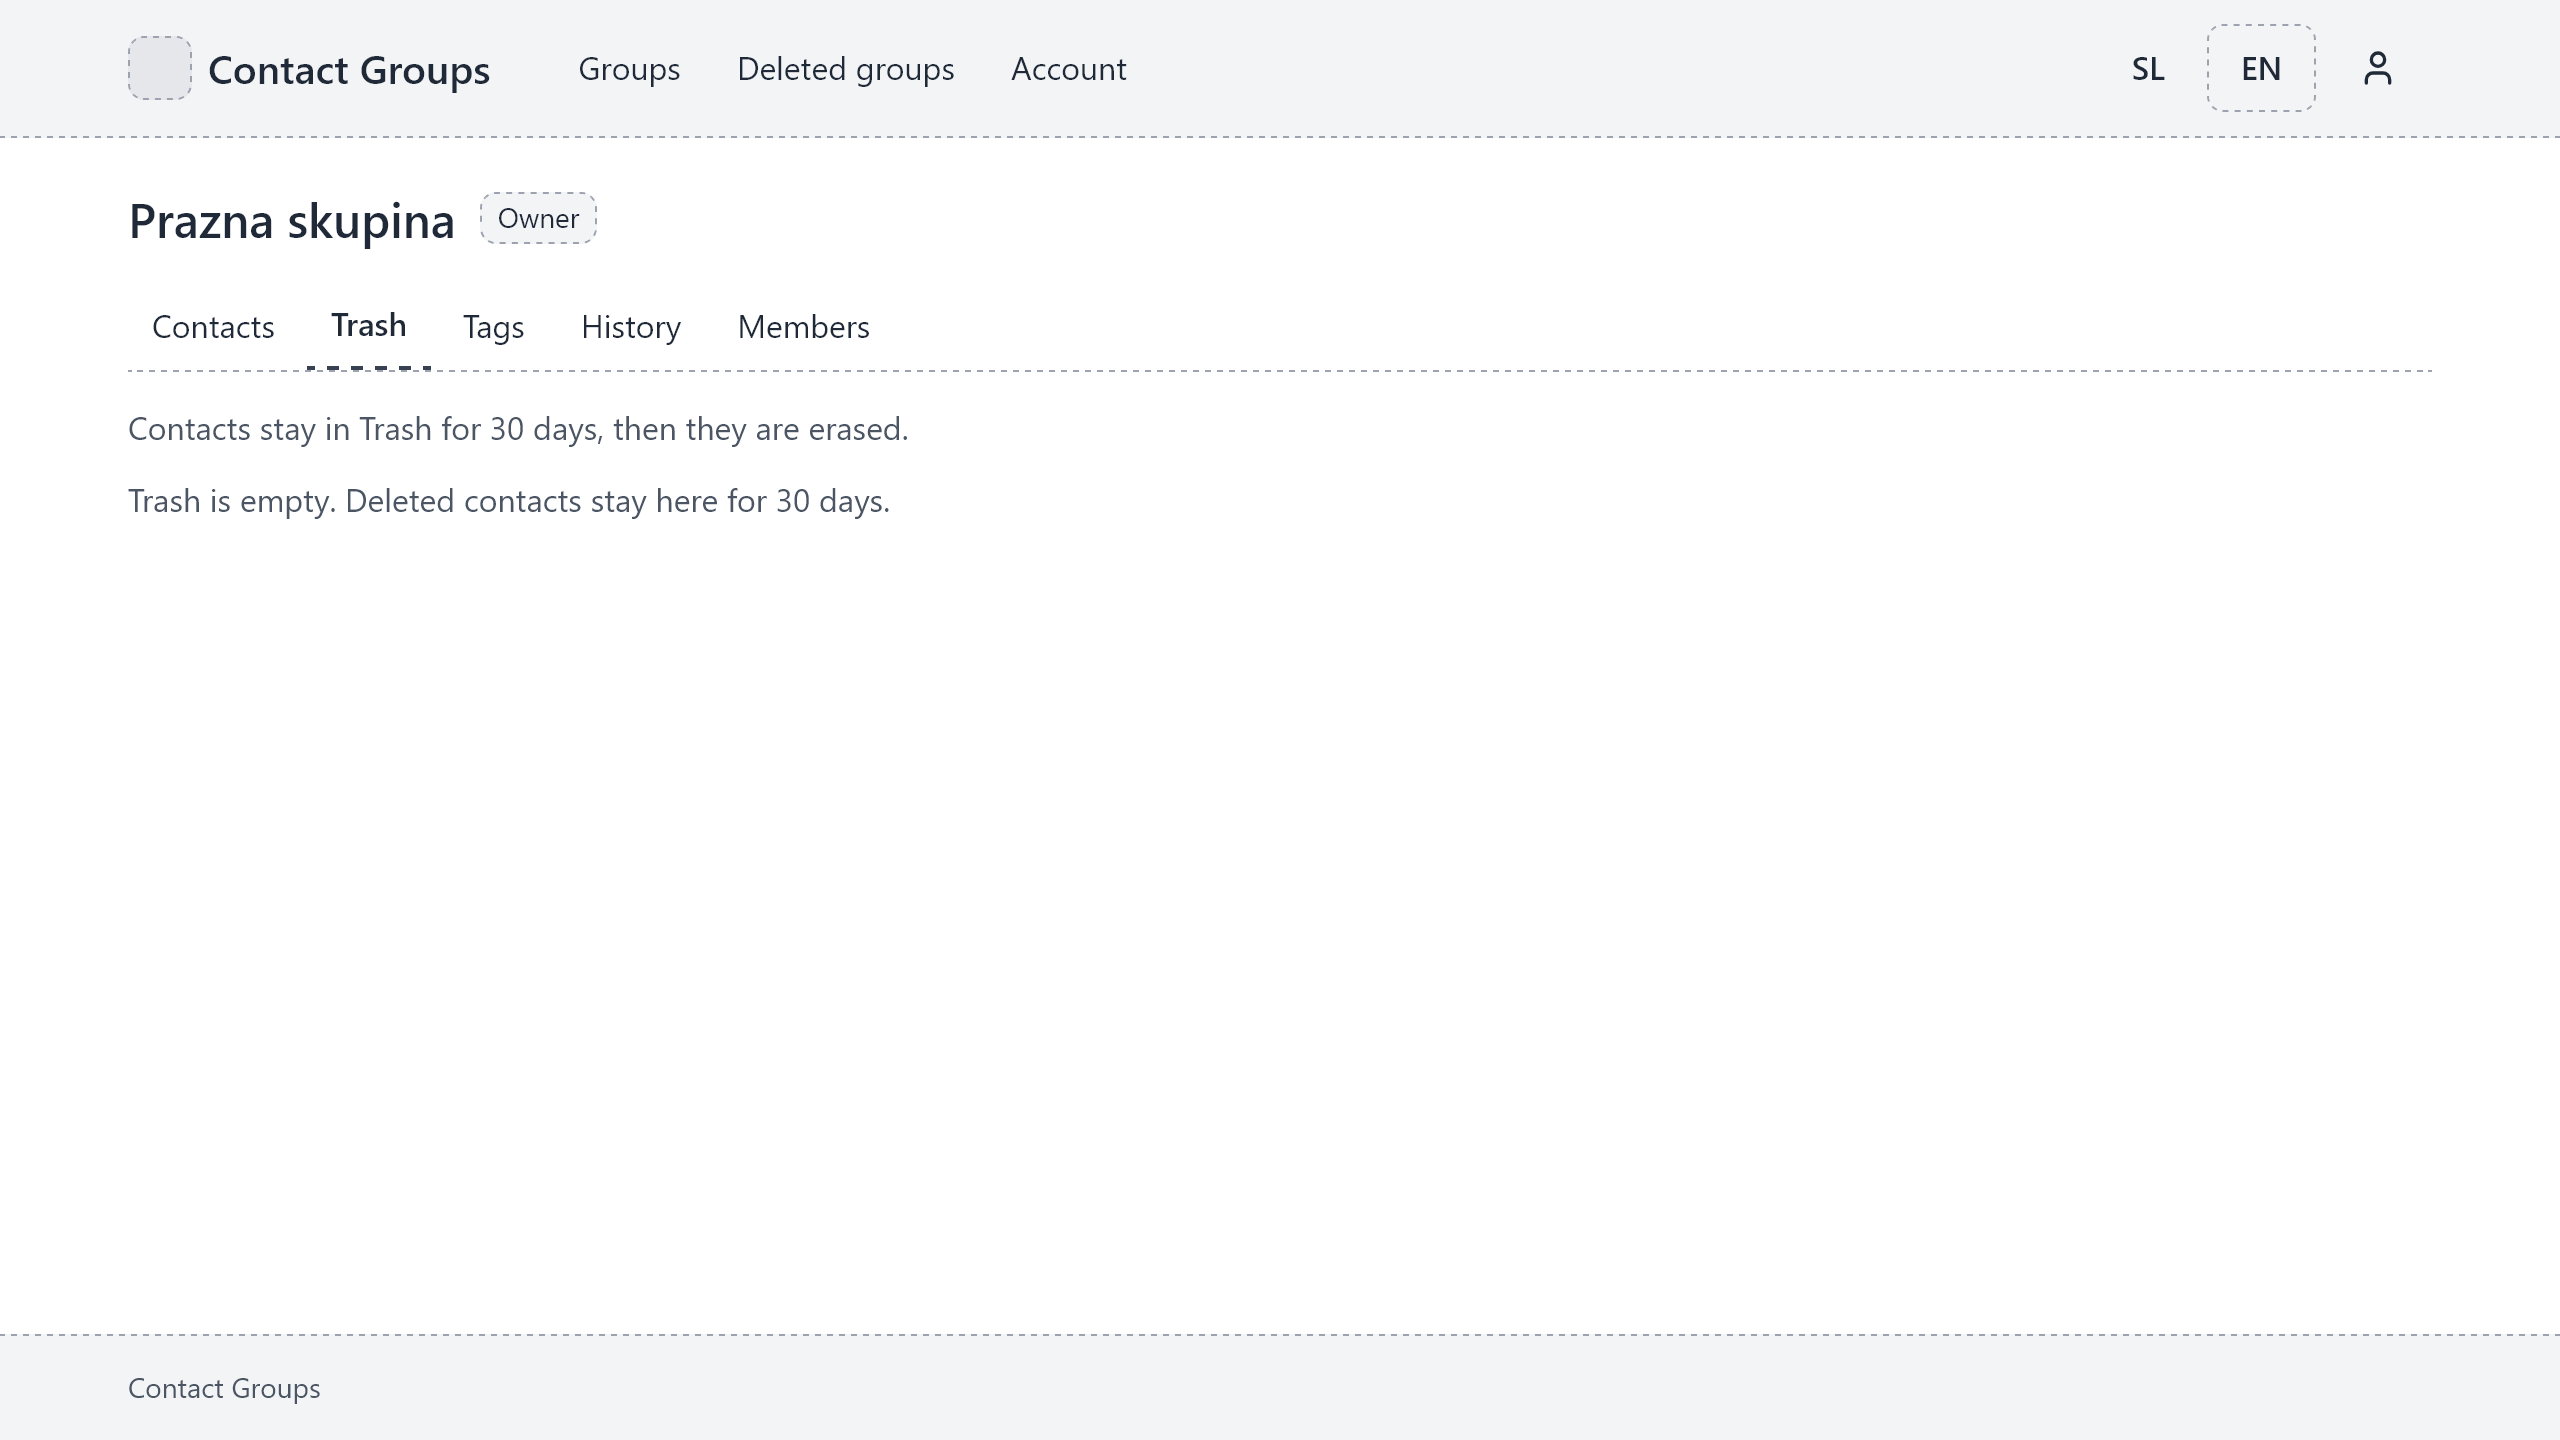 Contact Groups Groups Deleted groups Account SL EN
Prazna skupina Owner
Contacts Trash Tags History Members
Contacts stay in Trash for 30 days, then they are erased.
Trash is empty. Deleted contacts stay here for 30 days.
Contact Groups